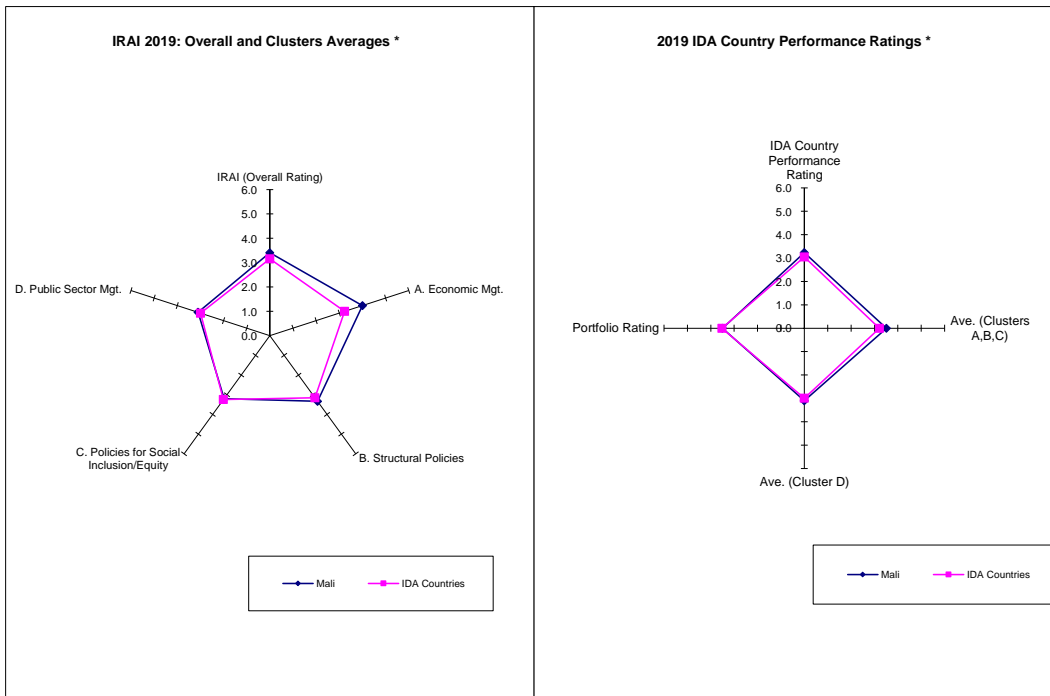 IRAI 2019: Overall and Clusters Averages *
IRAI (Overall Rating)
6.0
5.0
4.0
3.0
2.0
1.0
0.0
A. Economic Mgt.
B. Structural Policies
C. Policies for Social
Inclusion/Equity
D. Public Sector Mgt.
Mali
IDA Countries
2019 IDA Country Performance Ratings *
IDA Country
Performance
Rating
6.0
5.0
4.0
3.0
2.0
1.0
0.0
Ave. (Clusters
A,B,C)
Ave. (Cluster D)
Portfolio Rating
Mali
IDA Countries